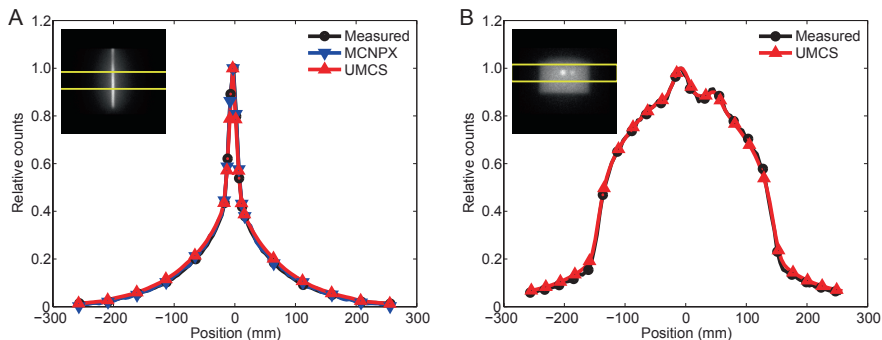 A
1.2
1.0
0.8
0.6
0.4
0.2
0
−300
−200
−100
0
100
200
300
Relative counts
Position (mm)
Measured
MCNPX
UMCS
B
1.2
1.0
0.8
0.6
0.4
0.2
0
−300
−200
−100
0
100
200
300
Relative counts
Position (mm)
Measured
UMCS